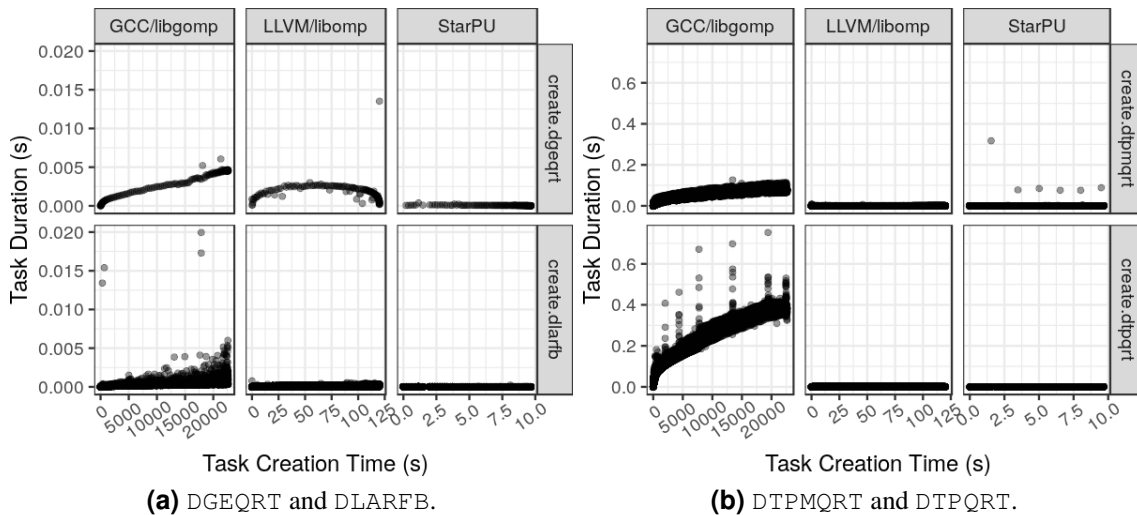 GCC/libgomp LLVM/libomp StarPU
0.020
0.015
0.010
0.005
0.000
create.dgeqrt
0.020
0.015
0.010
0.005
0.000
create.dlarfb
Task Duration (s)
0 5000 10000 15000 20000 0 25 50 75 100 125 0.0 2.5 5.0 7.5 10.0
Task Creation Time (s)
(a) DGEQRT and DLARFB.
GCC/libgomp LLVM/libomp StarPU
0.6
0.4
0.2
0.0
create.dtpmqrt
0.6
0.4
0.2
0.0
create.dtpqrt
Task Duration (s)
0 5000 10000 15000 20000 0 25 50 75 100 125 0.0 2.5 5.0 7.5 10.0
Task Creation Time (s)
(b) DTPMQRT and DTPQRT.